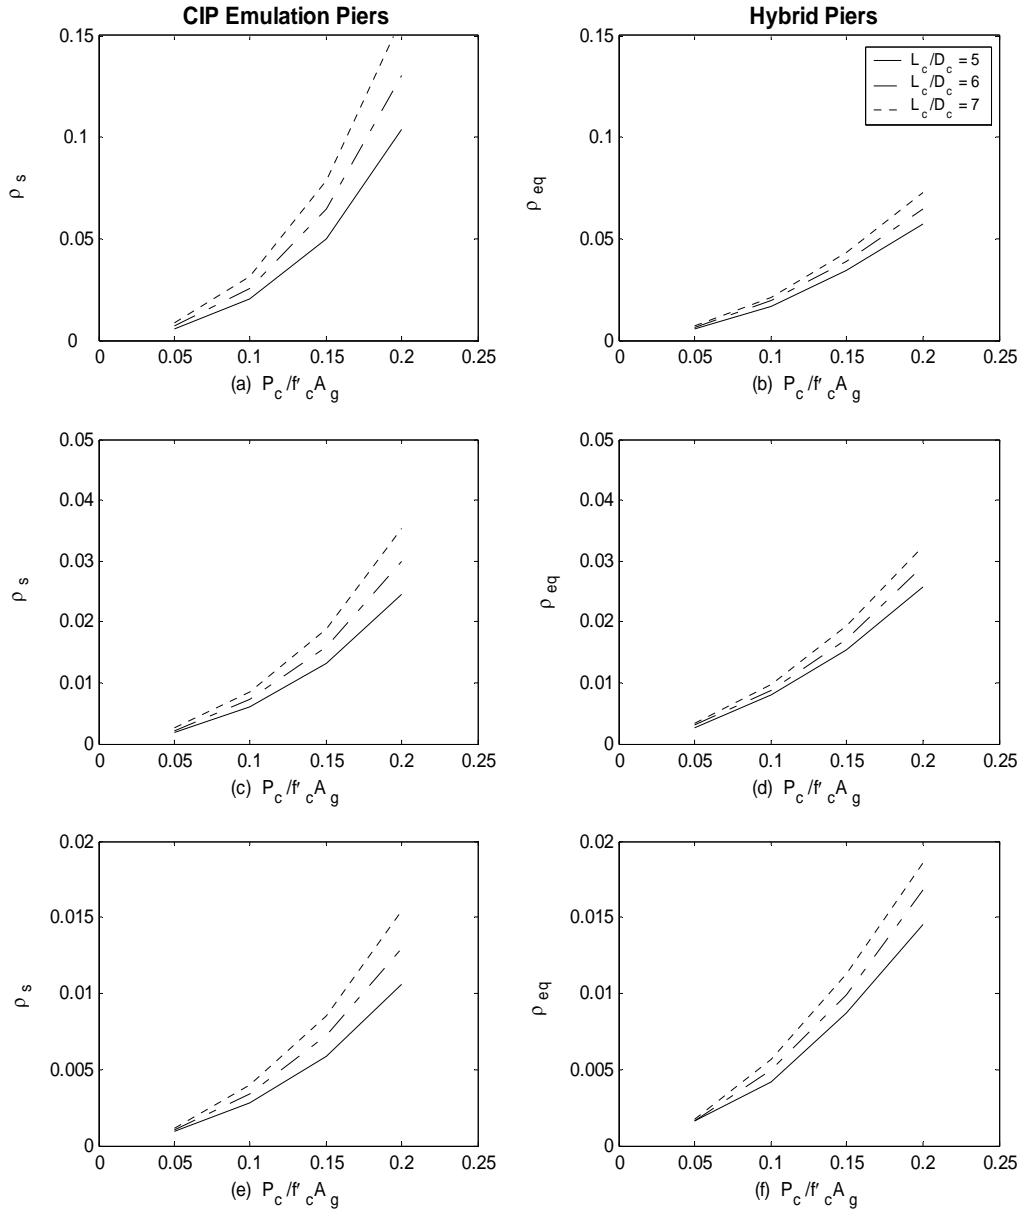 CIP Emulation Piers
Hybrid Piers
0.15
0.1
0.05
0
ρ s
0 0.05 0.1 0.15 0.2 0.25
(a) P c /f′ c A g
0.15
0.1
0.05
0
ρ eq
L c /D c = 5
L c /D c = 6
L c /D c = 7
0 0.05 0.1 0.15 0.2 0.25
(b) P c /f′ c A g
0.05
0.04
0.03
0.02
0.01
0
ρ s
0 0.05 0.1 0.15 0.2 0.25
(c) P c /f′ c A g
0.05
0.04
0.03
0.02
0.01
0
ρ eq
0 0.05 0.1 0.15 0.2 0.25
(d) P c /f′ c A g
0.02
0.015
0.01
0.005
0
ρ s
0 0.05 0.1 0.15 0.2 0.25
(e) P c /f′ c A g
0.02
0.015
0.01
0.005
0
ρ eq
0 0.05 0.1 0.15 0.2 0.25
(f) P c /f′ c A g